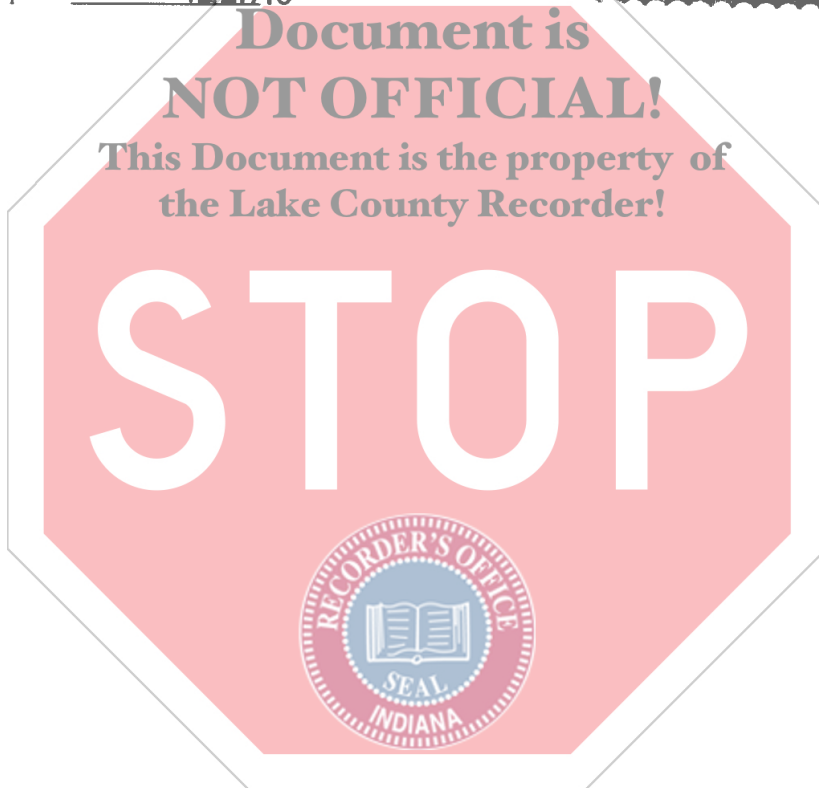 Document is
NOT OFFICIAL!
This Document is the property of
the Lake County Recorder!
STOP
RECORDER'S OFFICE
SEAL
INDIANA